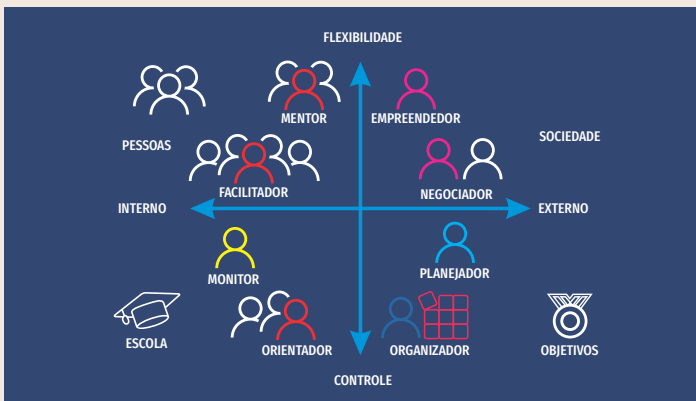 FLEXIBILIDADE
MENTOR
EMPREENDEDOR
PESSOAS
SOCIEDADE
FACILITADOR
NEGOCIADOR
INTERNO
EXTERNO
MONITOR
PLANEJADOR
ESCOLA
ORIENTADOR
ORGANIZADOR
OBJETIVOS
CONTROLE